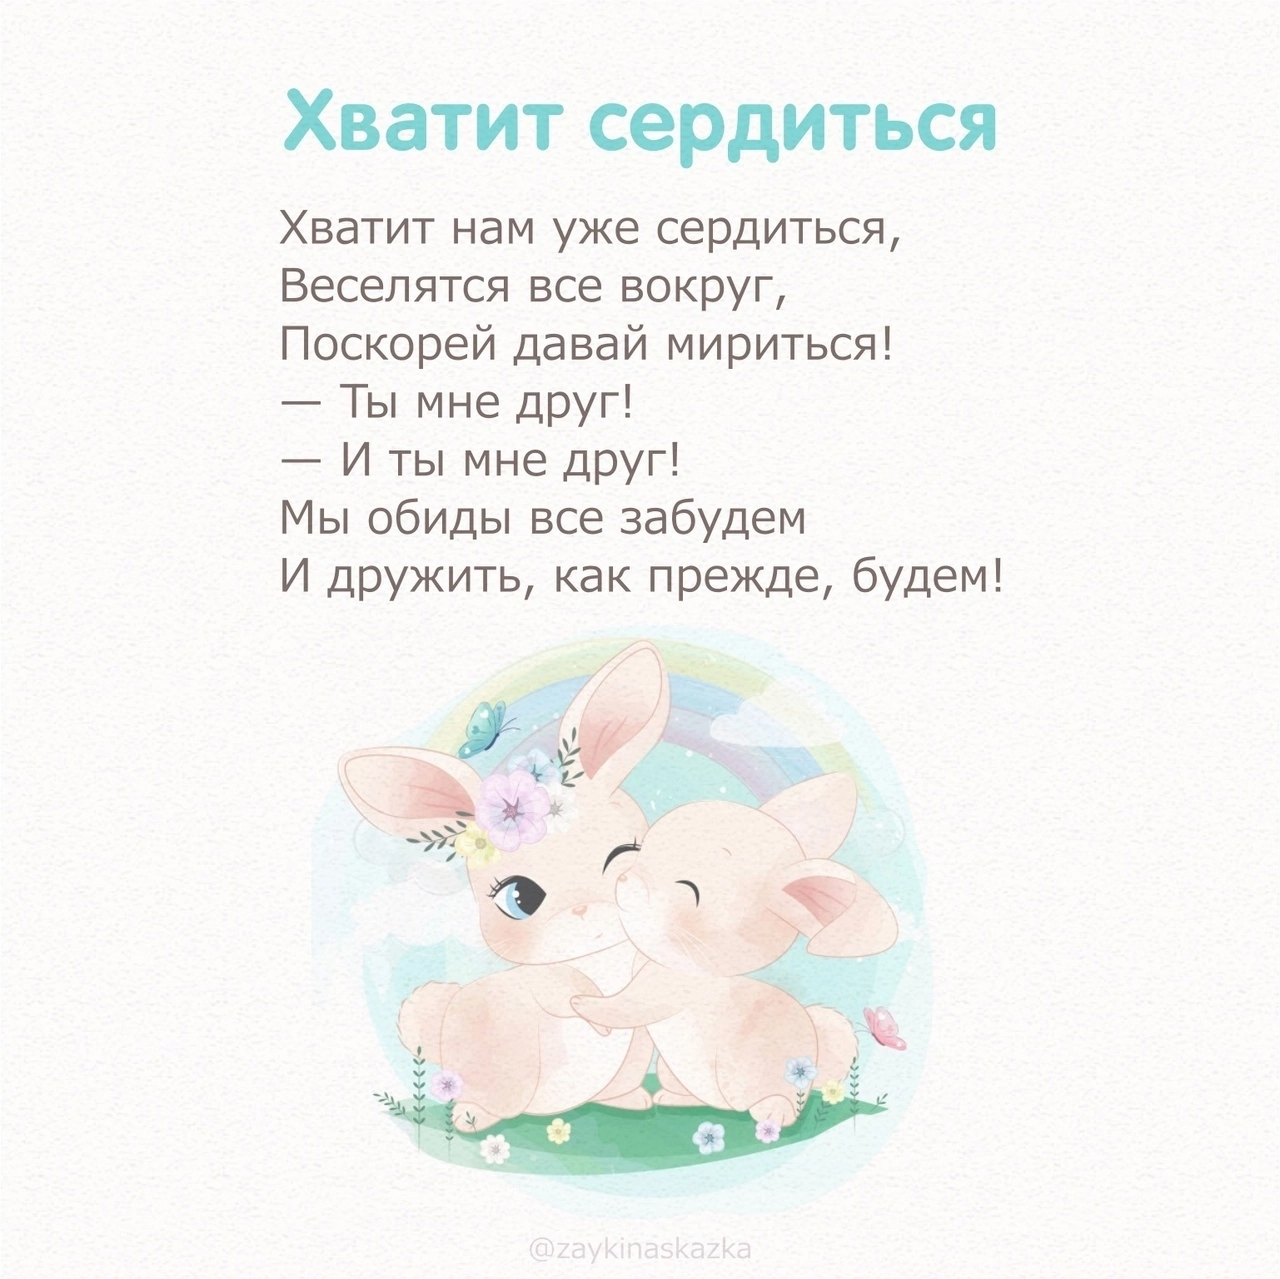 Хватит сердиться
Хватит нам уже сердиться,
Веселятся все вокруг,
Поскорей давай мириться!
— Ты мне друг!
— И ты мне друг!
Мы обиды все забудем
И дружить, как прежде, будем!
@zaykinaskazka